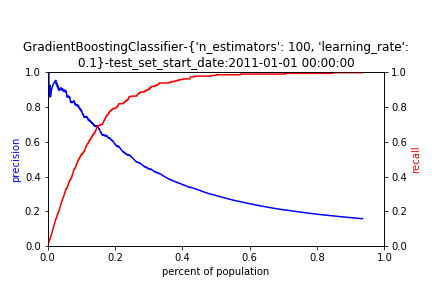 GradientBoostingClassifier-{'n_estimators': 100, 'learning_rate':
0.1}-test_set_start_date:2011-01-01 00:00:00
1.0
0.8
0.6
0.4
0.2
0.0
precision
1.0
0.8
0.6
0.4
0.2
0.0
recall
0.0 0.2 0.4 0.6 0.8 1.0
percent of population